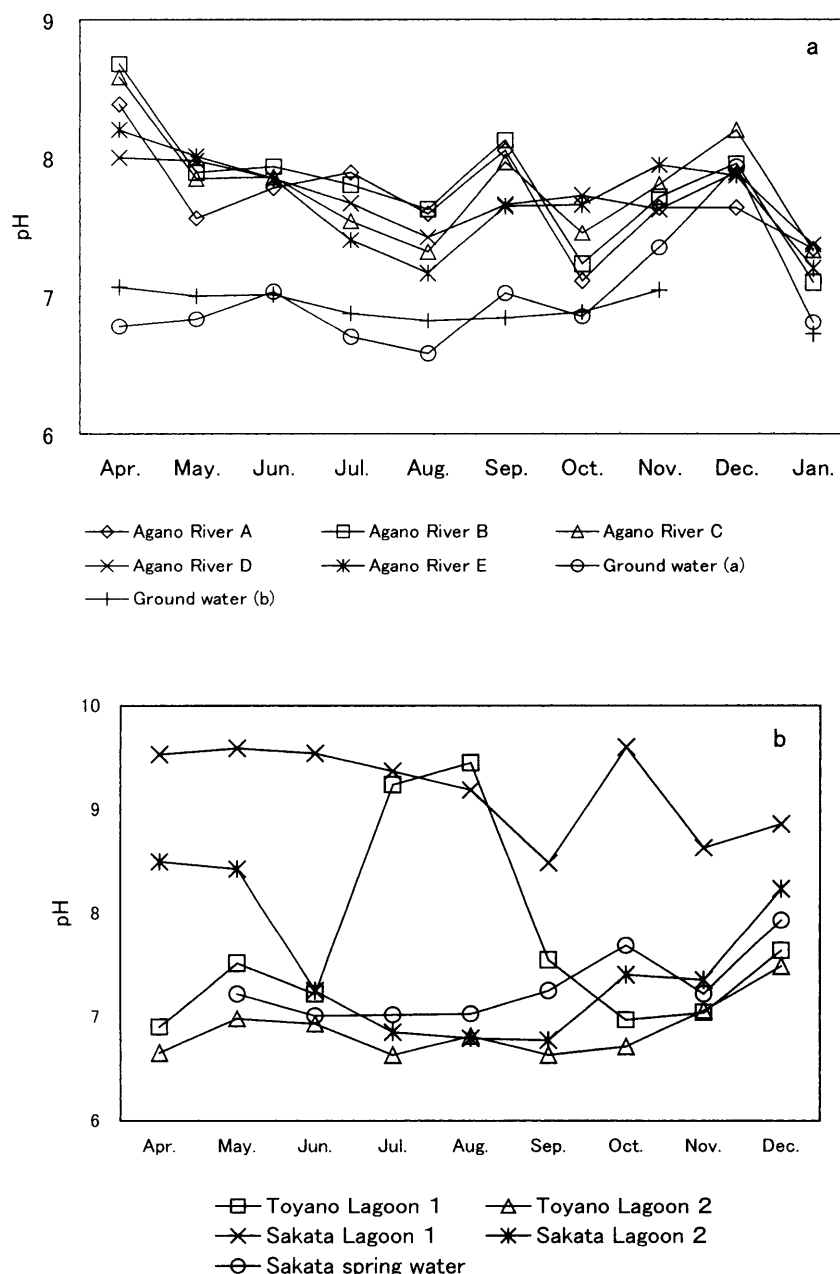 9
a
8
pH
7
6
Apr. May. Jun. Jul. Aug. Sep. Oct. Nov. Dec. Jan.
Agano River A Agano River B Agano River C
Agano River D Agano River E Ground water (a)
Ground water (b)
10
b
9
pH
8
7
6
Apr. May. Jun. Jul. Aug. Sep. Oct. Nov. Dec.
Toyano Lagoon 1 Toyano Lagoon 2
Sakata Lagoon 1 Sakata Lagoon 2
Sakata spring water